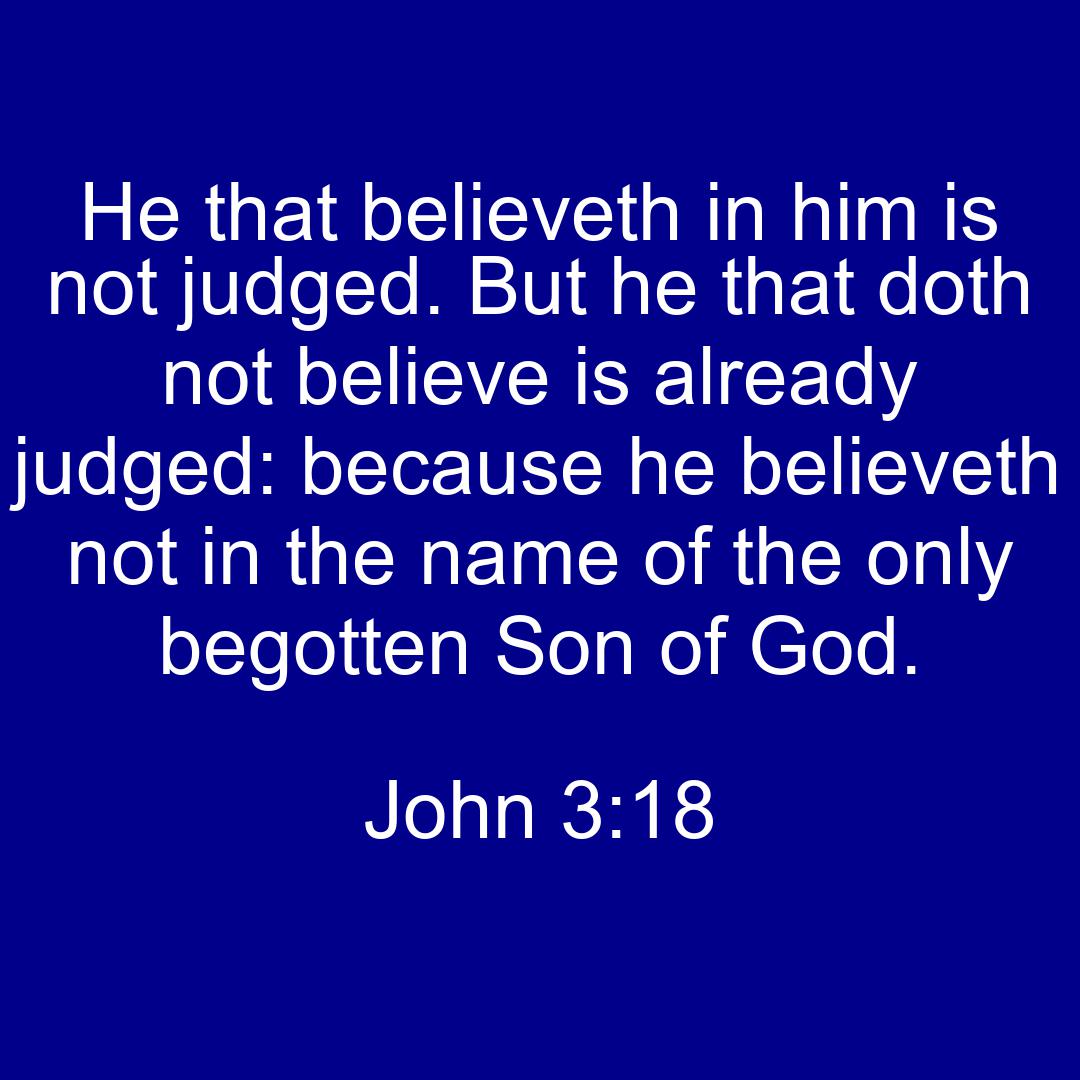 He that believeth in him is
not judged. But he that doth
not believe is already
judged: because he believeth
not in the name of the only
begotten Son of God.
John 3:18